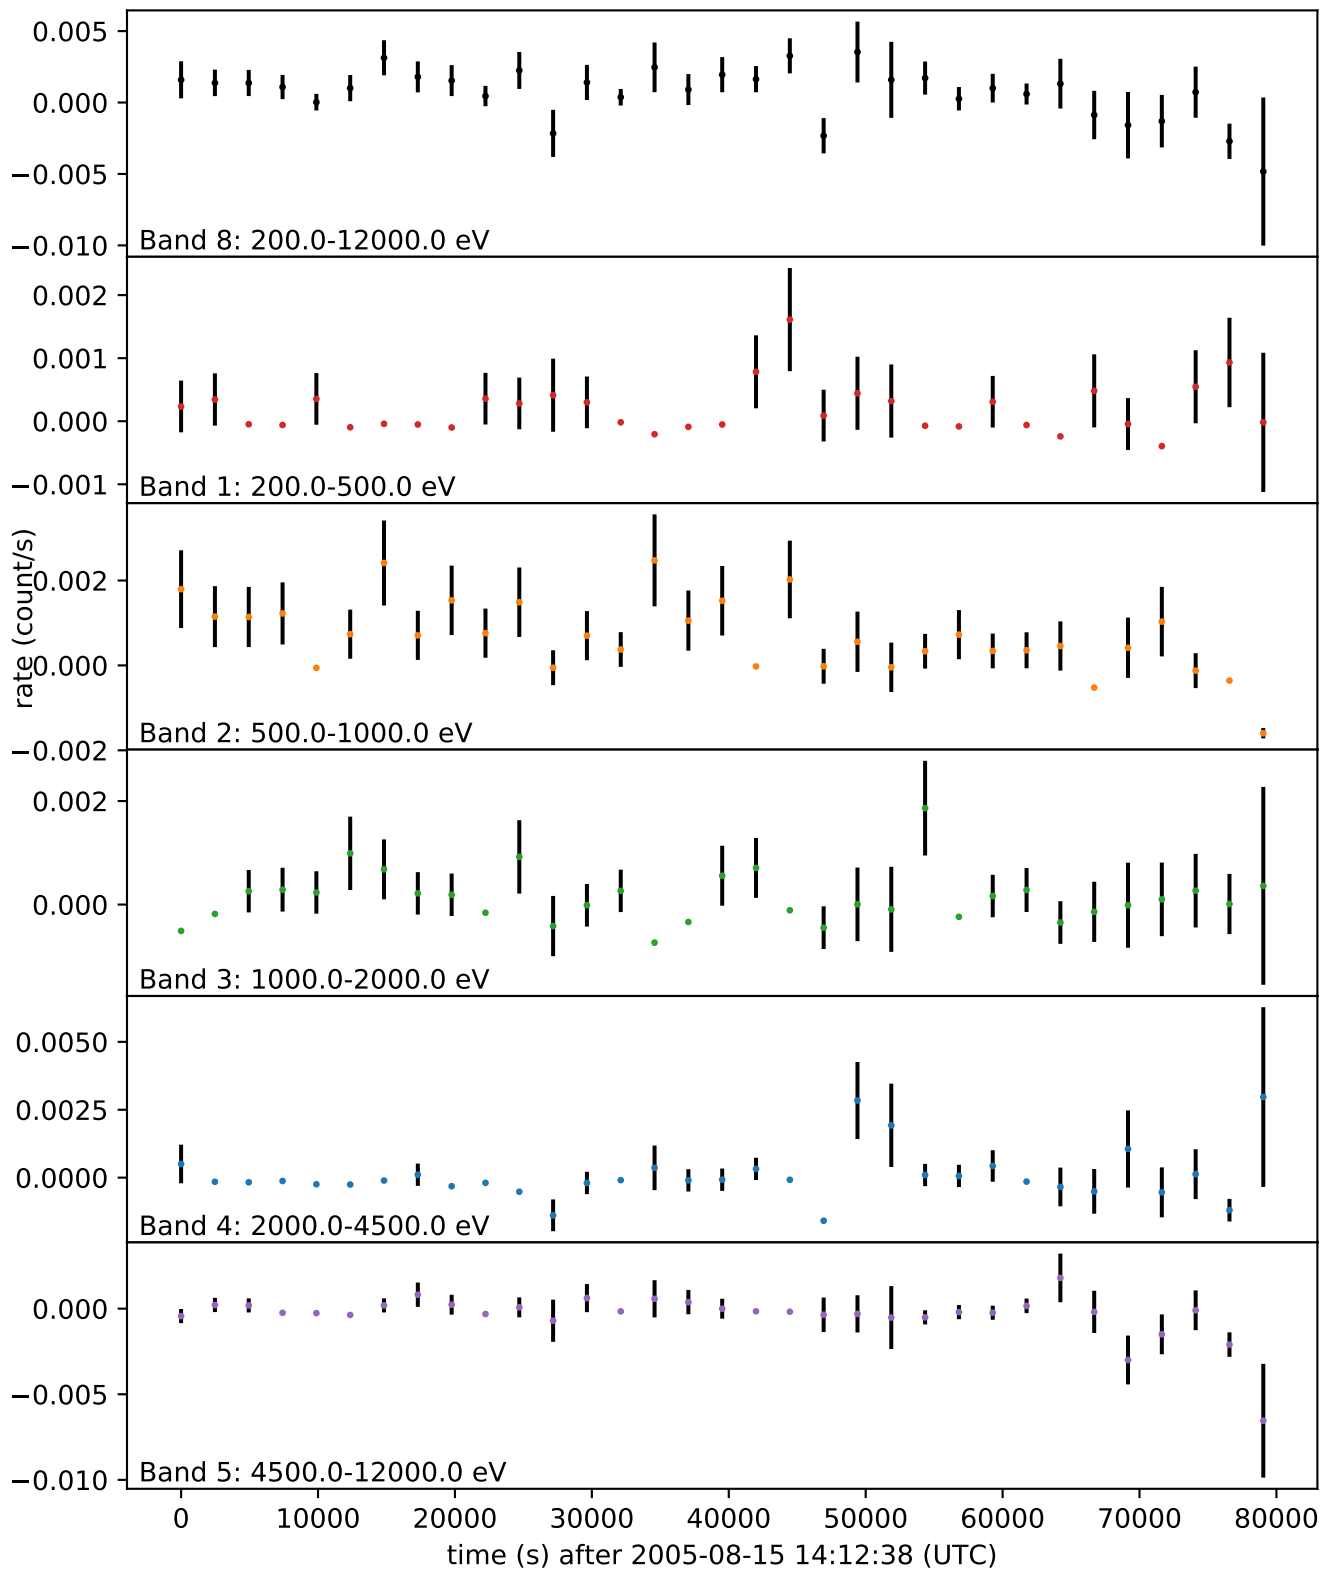 0.005
0.000
−0.005
−0.010
Band 8: 200.0-12000.0 eV
0.002
0.001
0.000
−0.001
Band 1: 200.0-500.0 eV
rate (count/s)
0.002
0.000
−0.002
Band 2: 500.0-1000.0 eV
0.002
0.000
Band 3: 1000.0-2000.0 eV
0.0050
0.0025
0.0000
Band 4: 2000.0-4500.0 eV
0.000
−0.005
−0.010
Band 5: 4500.0-12000.0 eV
0 10000 20000 30000 40000 50000 60000 70000 80000
time (s) after 2005-08-15 14:12:38 (UTC)